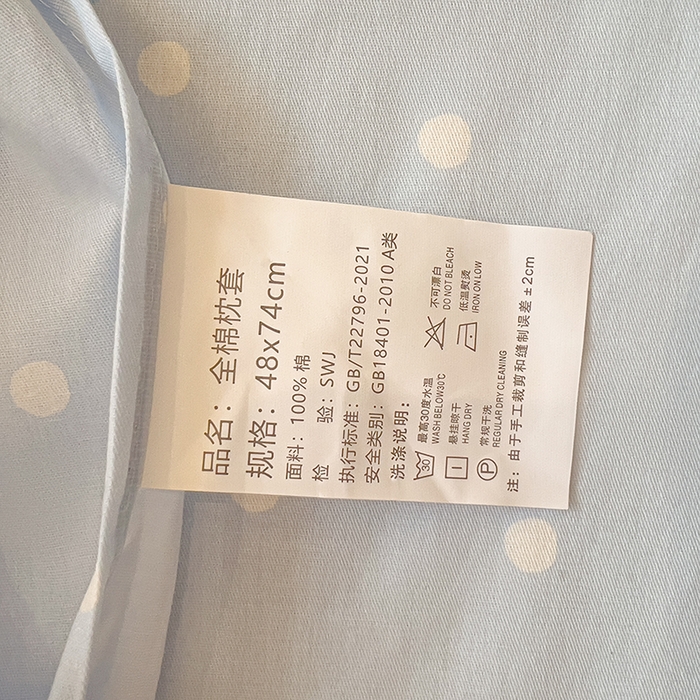 品名：全棉枕套
规格：48x74cm
面料：100% 棉
检 验：SWJ
执行标准：GB/T22796-2021
安全类别：GB18401-2010 A类
洗涤说明：
30 最高30度水温 不可漂白
WASH BELOW30℃ DO NOT BLEACH
悬挂晾干 低温熨烫
HANG DRY IRON ON LOW
P 常规干洗
REGULAR DRY CLEANING
注：由于手工裁剪和缝制误差±2cm